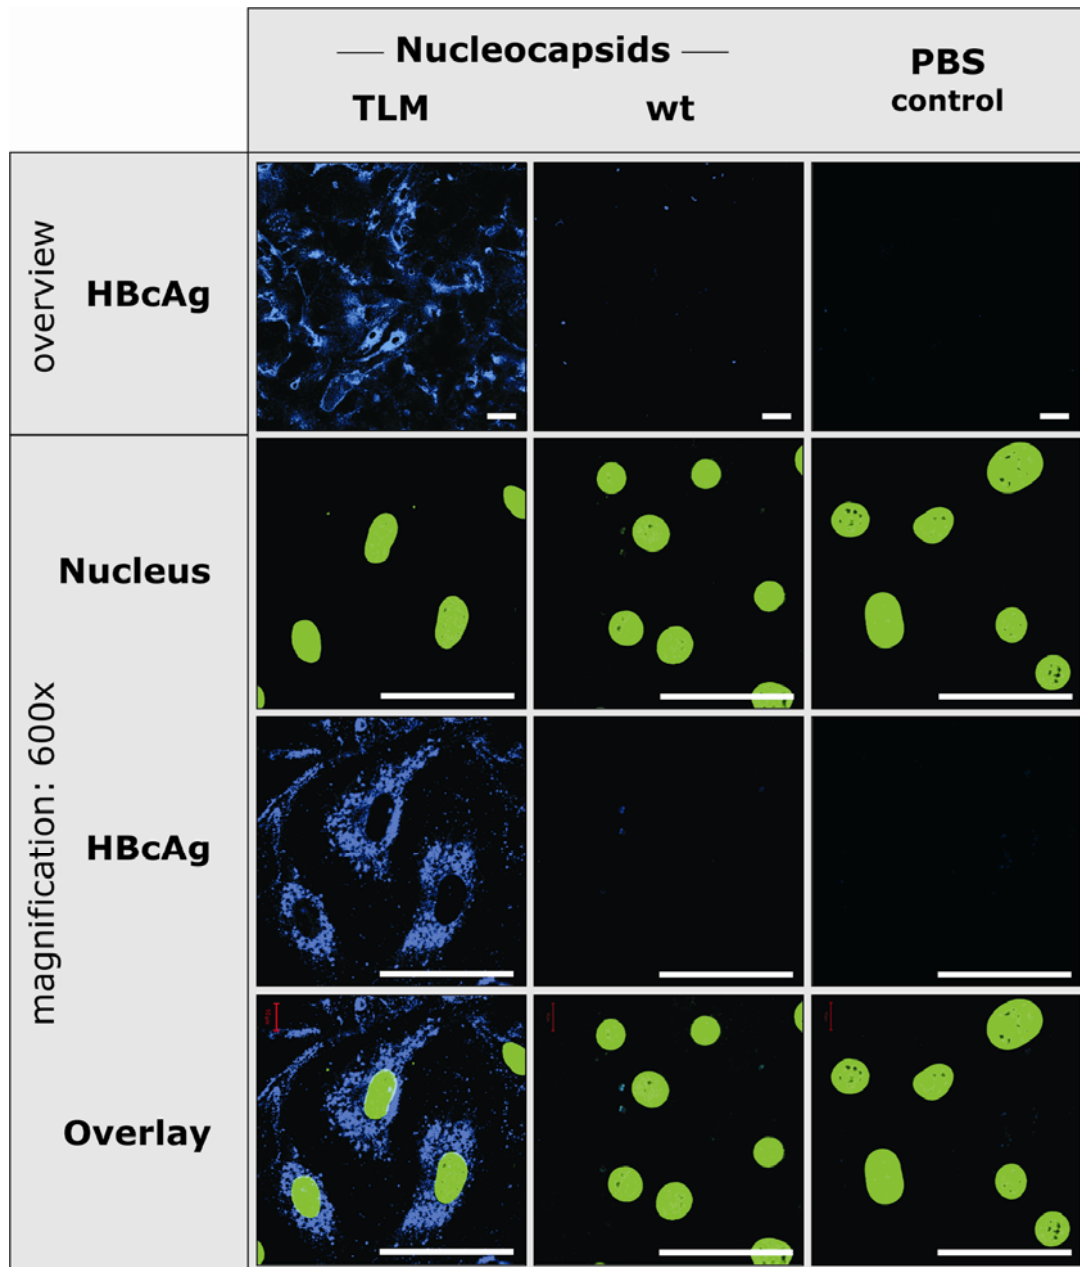 Nucleocapsids
TLM
wt
PBS
control
overview
HBcAg
magnification: 600x
Nucleus
HBcAg
Overlay